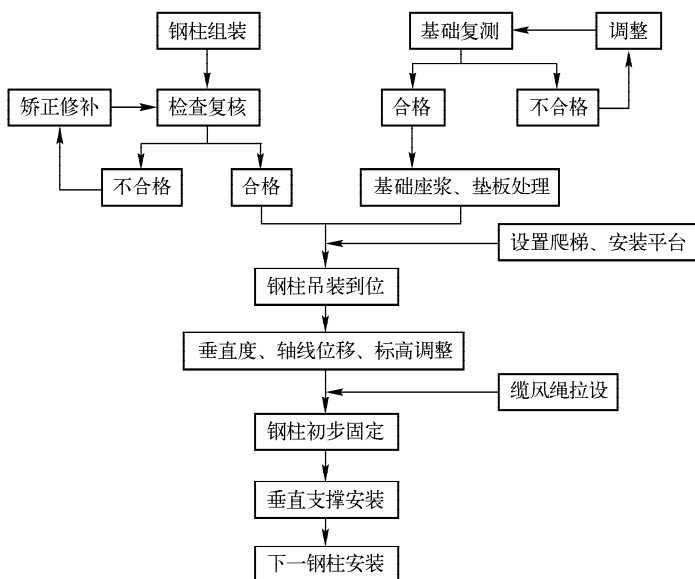 钢柱组装
基础复测
调整
矫正修补
检查复核
合格
不合格
不合格
合格
基础座浆、垫板处理
设置爬梯、安装平台
钢柱吊装到位
垂直度、轴线位移、标高调整
缆风绳拉设
钢柱初步固定
垂直支撑安装
下一钢柱安装